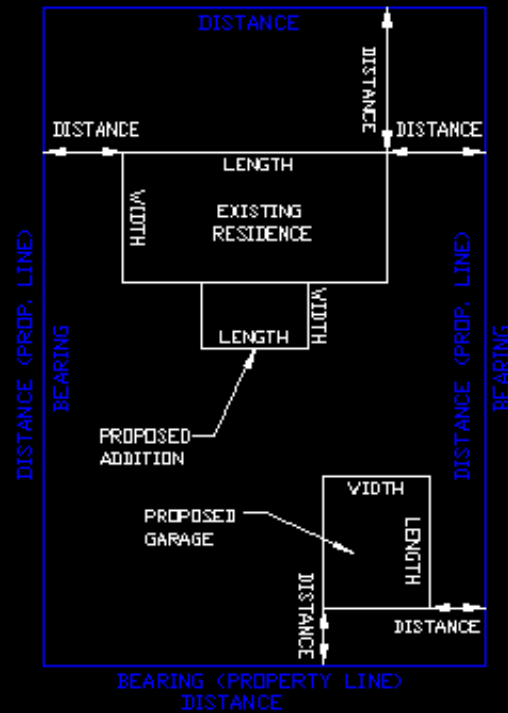 DISTANCE
DISTANCE
DISTANCE
DISTANCE
LENGTH
WIDTH
EXISTING
RESIDENCE
WIDTH
LENGTH
DISTANCE (PROP. LINE)
BEARING
DISTANCE (PROP. LINE)
BEARING
PROPOSED
ADDITION
WIDTH
PROPOSED
GARAGE
LENGTH
DISTANCE
DISTANCE
BEARING (PROPERTY LINE)
DISTANCE